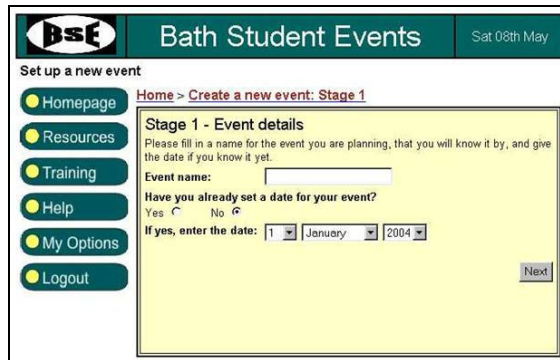 BSE
Bath Student Events
Sat 08th May
Set up a new event
Homepage
Resources
Training
Help
My Options
Logout
Home > Create a new event: Stage 1
Stage 1 - Event details
Please fill in a name for the event you are planning, that you will know it by, and give
the date if you know it yet.
Event name:
Have you already set a date for your event?
Yes No
If yes, enter the date: 1 January 2004
Next